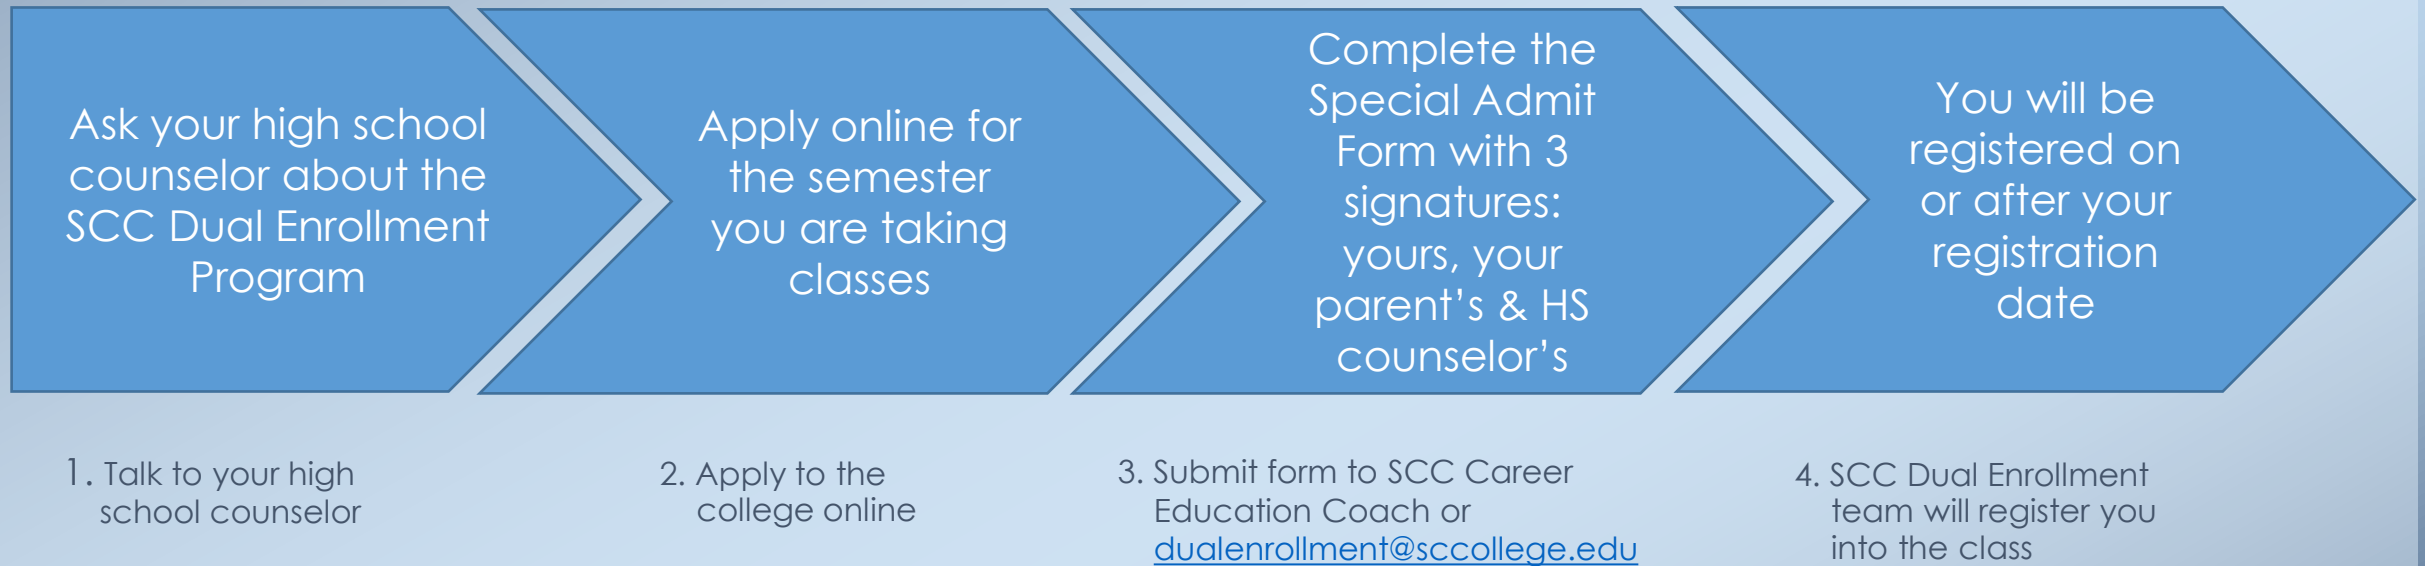 Ask your high school
counselor about the
SCC Dual Enrollment
Program
Apply online for
the semester
you are taking
classes
Complete the
Special Admit
Form with 3
signatures:
yours, your
parent’s & HS
counselor’s
You will be
registered on
or after your
registration
date
1. Talk to your high
school counselor
2. Apply to the
college online
3. Submit form to SCC Career
Education Coach or
dualenrollment@sccollege.edu
4. SCC Dual Enrollment
team will register you
into the class